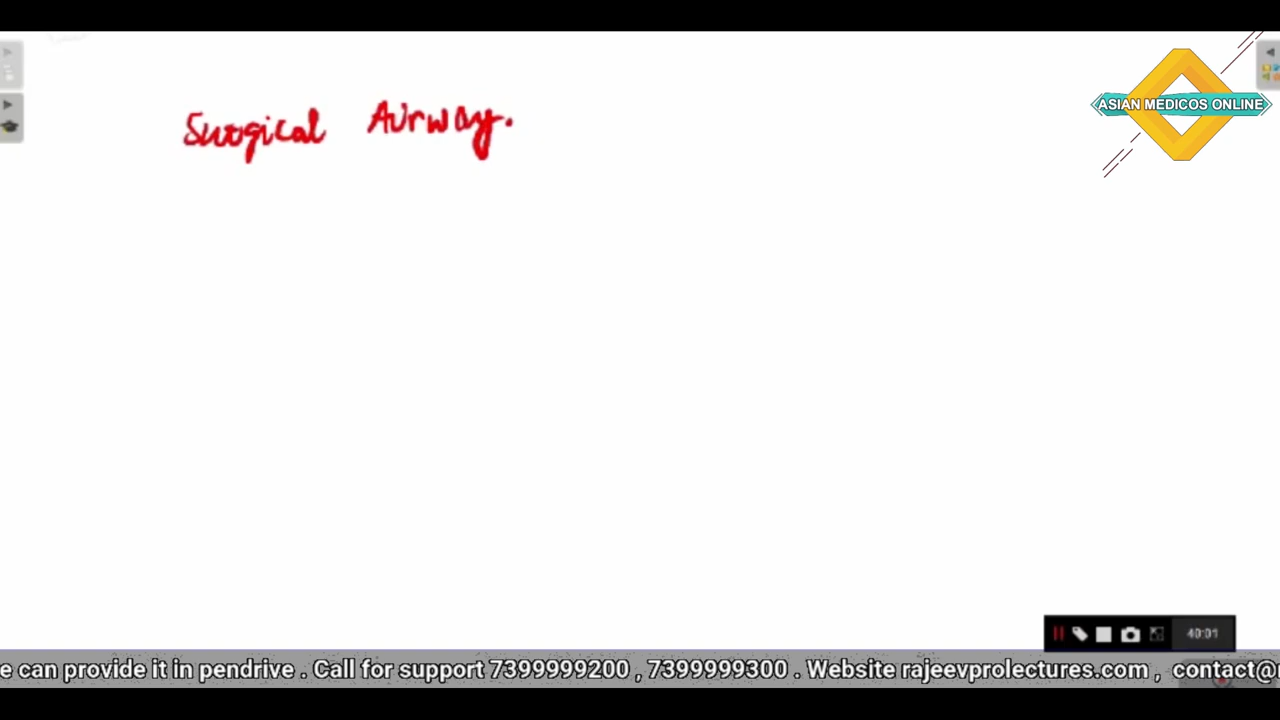 Surgical Airway.
ASIAN MEDICOS ONLINE
40:01
e can provide it in pendrive . Call for support 7399999200 , 7399999300 . Website rajeevprolectures.com , contact@